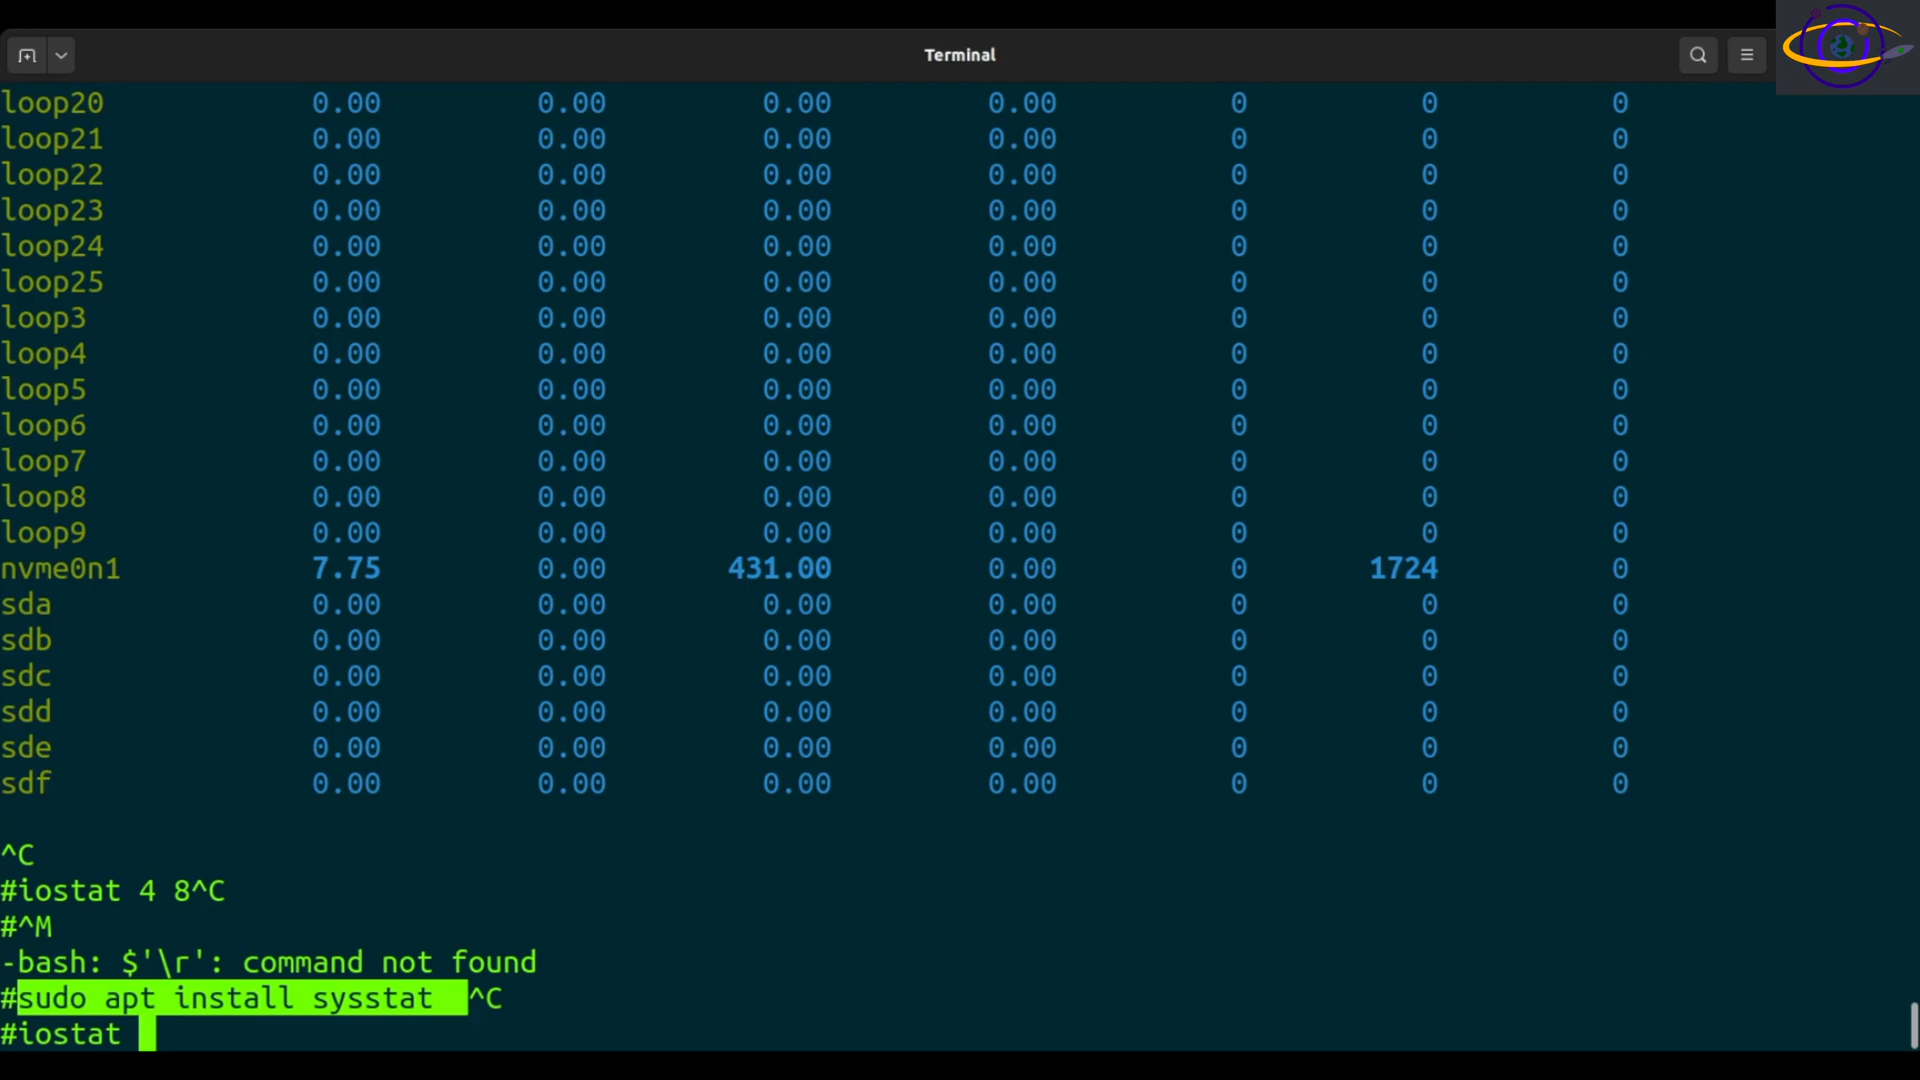 Terminal
loop20 0.00 0.00 0.00 0.00 0 0 0
loop21 0.00 0.00 0.00 0.00 0 0 0
loop22 0.00 0.00 0.00 0.00 0 0 0
loop23 0.00 0.00 0.00 0.00 0 0 0
loop24 0.00 0.00 0.00 0.00 0 0 0
loop25 0.00 0.00 0.00 0.00 0 0 0
loop3 0.00 0.00 0.00 0.00 0 0 0
loop4 0.00 0.00 0.00 0.00 0 0 0
loop5 0.00 0.00 0.00 0.00 0 0 0
loop6 0.00 0.00 0.00 0.00 0 0 0
loop7 0.00 0.00 0.00 0.00 0 0 0
loop8 0.00 0.00 0.00 0.00 0 0 0
loop9 0.00 0.00 0.00 0.00 0 0 0
nvme0n1 7.75 0.00 431.00 0.00 0 1724 0
sda 0.00 0.00 0.00 0.00 0 0 0
sdb 0.00 0.00 0.00 0.00 0 0 0
sdc 0.00 0.00 0.00 0.00 0 0 0
sdd 0.00 0.00 0.00 0.00 0 0 0
sde 0.00 0.00 0.00 0.00 0 0 0
sdf 0.00 0.00 0.00 0.00 0 0 0
^C
#iostat 4 8^C
#^M
-bash: $'\r': command not found
#sudo apt install sysstat  ^C
#iostat